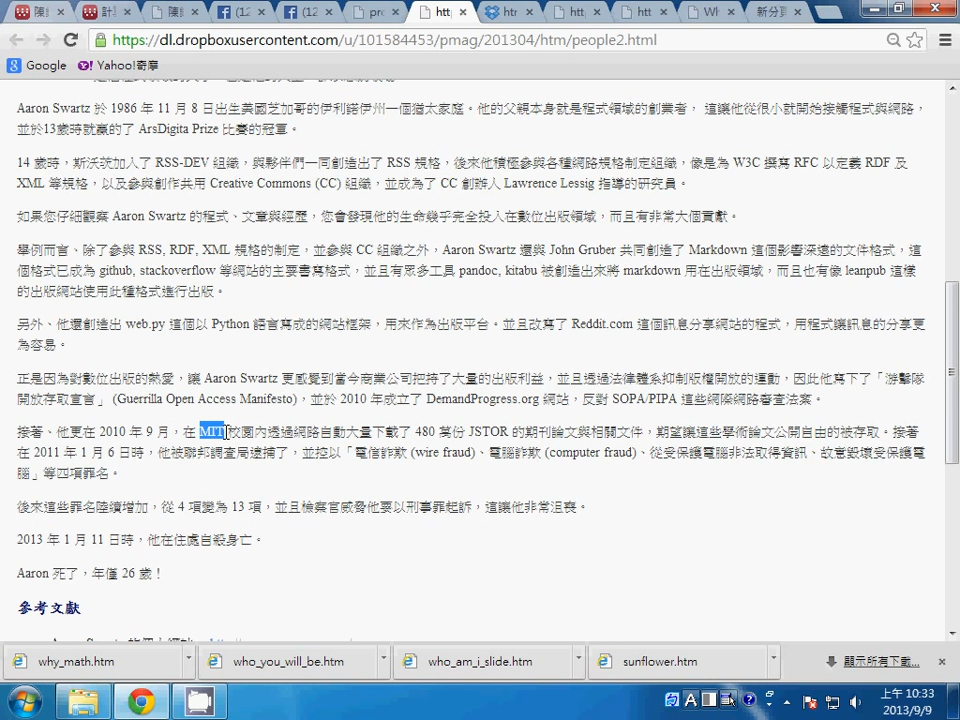 陳
計
陳
(12
(12
pro
htt
htr
htt
htt
WI
新分頁
https://dl.dropboxusercontent.com/u/101584453/pmag/201304/htm/people2.html
Google
Yahoo!奇摩
Aaron Swartz 於 1986 年 11 月 8 日出生美國芝加哥的伊利諾伊州一個猶太家庭。他的父親本身就是程式領域的創業者， 這讓他從很小就開始接觸程式與網路，
並於13歲時就贏的了 ArsDigita Prize 比賽的冠軍。
14 歲時，斯沃茨加入了 RSS-DEV 組織，與夥伴們一同創造出了 RSS 規格，後來他積極參與各種網路規格制定組織，像是為 W3C 撰寫 RFC 以定義 RDF 及
XML 等規格，以及參與創作共用 Creative Commons (CC) 組織，並成為了 CC 創辦人 Lawrence Lessig 指導的研究員。
如果您仔細觀察 Aaron Swartz 的程式、文章與經歷，您會發現他的生命幾乎完全投入在數位出版領域，而且有非常大個貢獻。
舉例而言、除了參與 RSS, RDF, XML 規格的制定，並參與 CC 組織之外，Aaron Swartz 還與 John Gruber 共同創造了 Markdown 這個影響深遠的文件格式，這
個格式已成為 github, stackoverflow 等網站的主要書寫格式，並且有眾多工具 pandoc, kitabu 被創造出來將 markdown 用在出版領域，而且也有像 leanpub 這樣
的出版網站使用此種格式進行出版。
另外、他還創造出 web.py 這個以 Python 語言寫成的網站框架，用來作為出版平台。並且改寫了 Reddit.com 這個訊息分享網站的程式，用程式讓訊息的分享更
為容易。
正是因為對數位出版的熱愛，讓 Aaron Swartz 更感覺到當今商業公司把持了大量的出版利益，並且透過法律體系抑制版權開放的運動，因此他寫下了「游擊隊
開放存取宣言」 (Guerrilla Open Access Manifesto)，並於 2010 年成立了 DemandProgress.org 網站，反對 SOPA/PIPA 這些網際網路審查法案。
接著、他更在 2010 年 9 月，在 MIT 校園內透過網路自動大量下載了 480 萬份 JSTOR 的期刊論文與相關文件，期望讓這些學術論文公開自由的被存取。接著
在 2011 年 1 月 6 日時，他被聯邦調查局逮捕了，並控以「電信詐欺 (wire fraud)、電腦詐欺 (computer fraud)、從受保護電腦非法取得資訊、故意毀壞受保護電
腦」等四項罪名。
後來這些罪名陸續增加，從 4 項變為 13 項，並且檢察官威脅他要以刑事罪起訴，這讓他非常沮喪。
2013 年 1 月 11 日時，他在住處自殺身亡。
Aaron 死了，年僅 26 歲！
參考文獻
why_math.htm
who_you_will_be.htm
who_am_i_slide.htm
sunflower.htm
顯示所有下載...
上午 10:33
2013/9/9